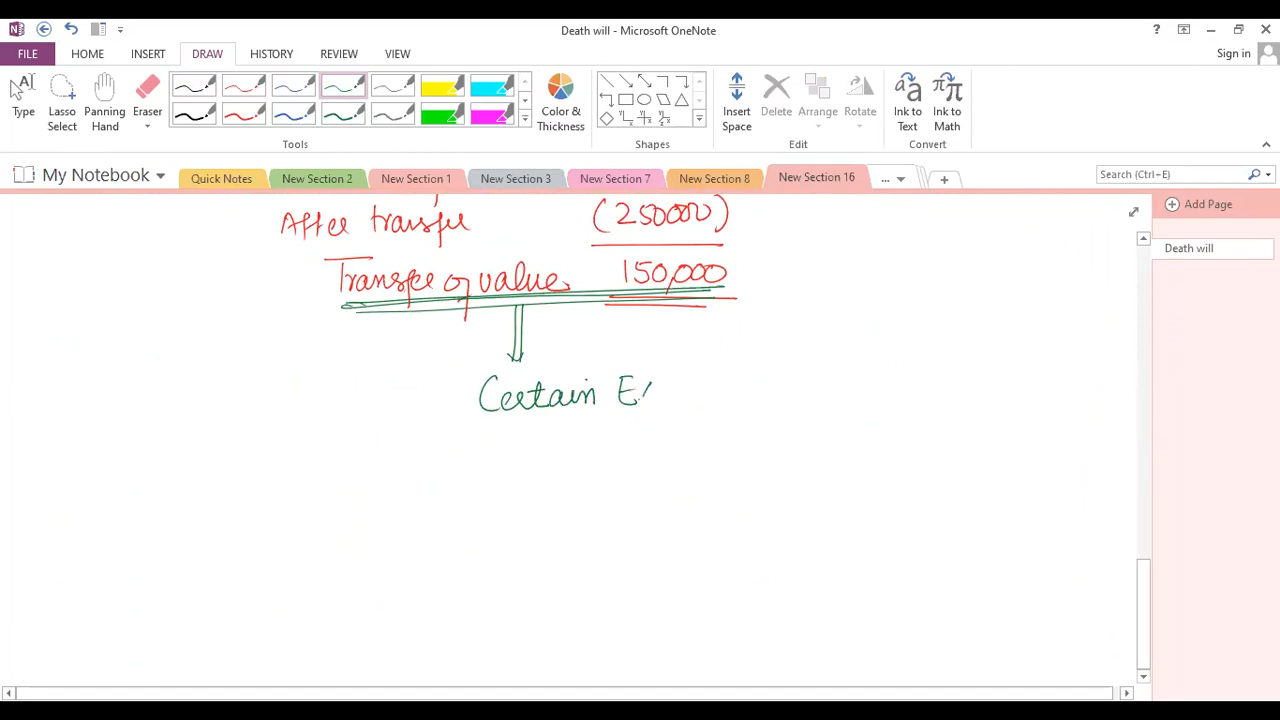 Death will - Microsoft OneNote
FILE HOME INSERT DRAW HISTORY REVIEW VIEW Sign in
Type Lasso Select Panning Hand Eraser Color & Thickness Insert Space Delete Arrange Rotate Ink to Text Ink to Math
Tools Shapes Edit Convert
My Notebook Quick Notes New Section 2 New Section 1 New Section 3 New Section 7 New Section 8 New Section 16 ... Search (Ctrl+E)
Add Page
Death will
After transfer (250000)
Transfer of value 150,000
Certain E